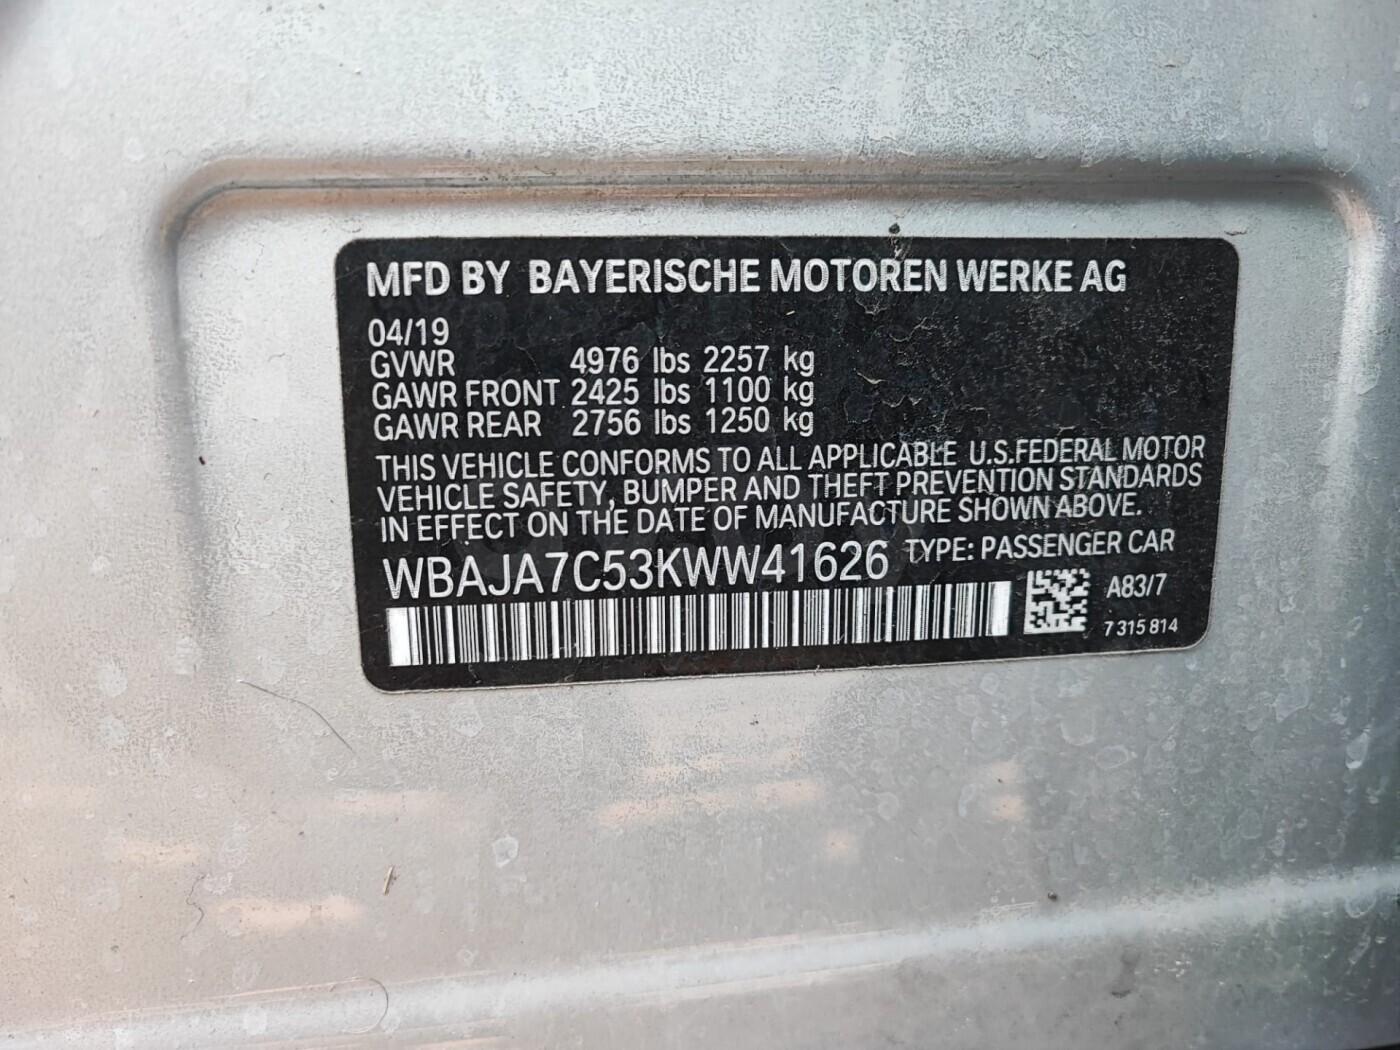 MFD BY BAYERISCHE MOTOREN WERKE AG
04/19
GVWR 4976 lbs 2257 kg
GAWR FRONT 2425 lbs 1100 kg
GAWR REAR 2756 lbs 1250 kg
THIS VEHICLE CONFORMS TO ALL APPLICABLE U.S.FEDERAL MOTOR
VEHICLE SAFETY, BUMPER AND THEFT PREVENTION STANDARDS
IN EFFECT ON THE DATE OF MANUFACTURE SHOWN ABOVE.
WBAJA7C53KWW41626 TYPE: PASSENGER CAR
A83/7
7 315 814